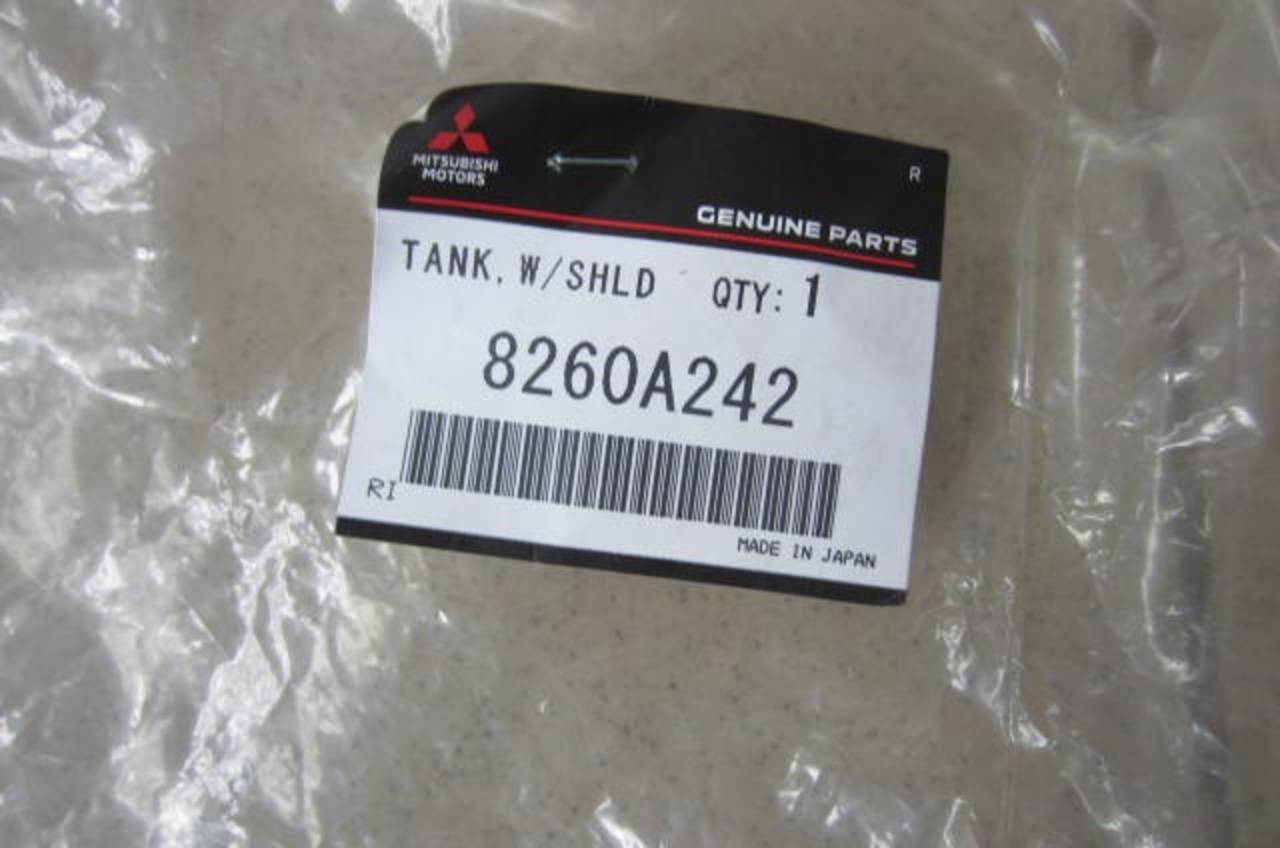 MITSUBISHI
MOTORS
R
GENUINE PARTS
TANK, W/SHLD QTY: 1
8260A242
RI
MADE IN JAPAN